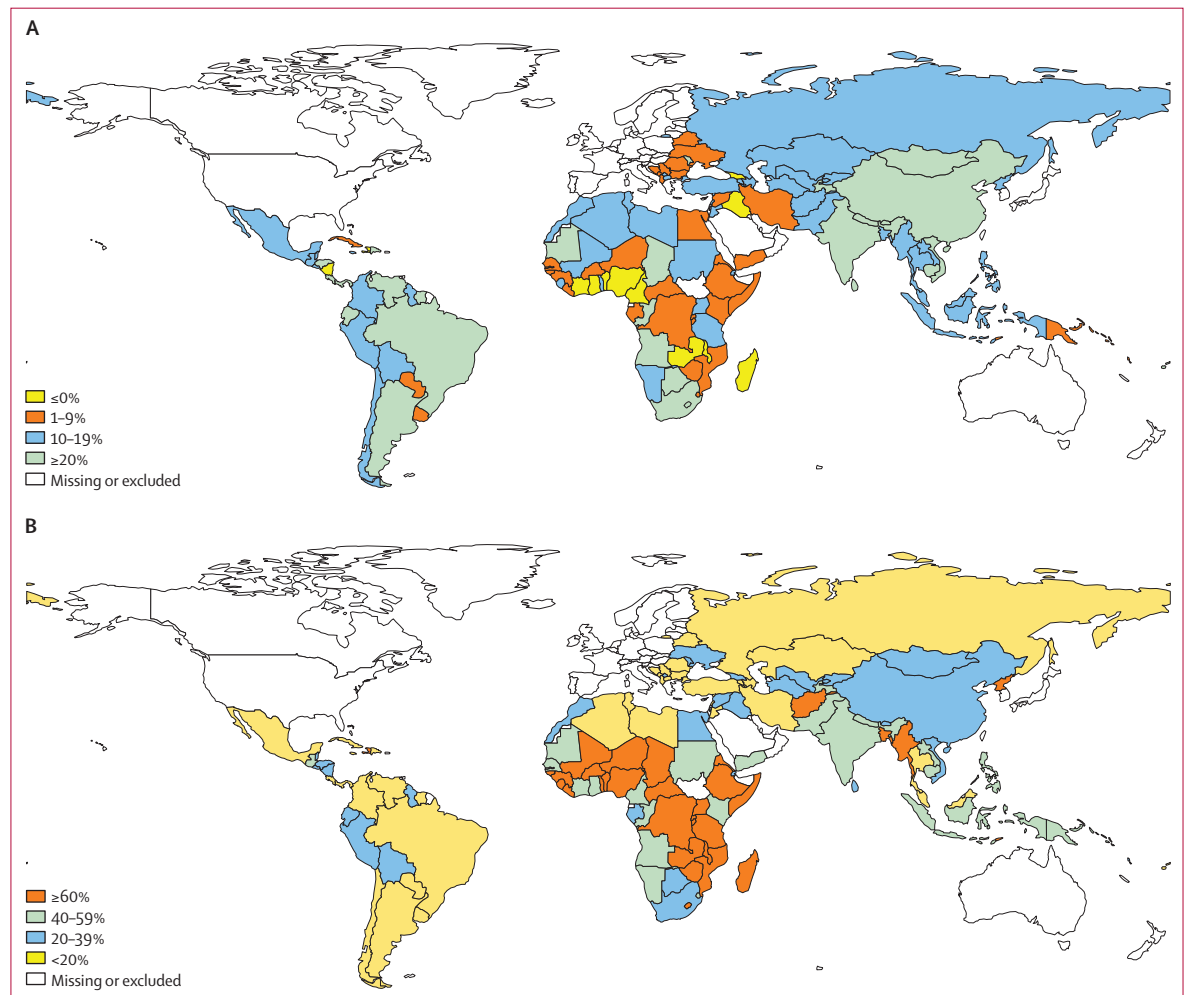 A
≤0%
1–9%
10–19%
≥20%
Missing or excluded
B
≥60%
40–59%
20–39%
<20%
Missing or excluded